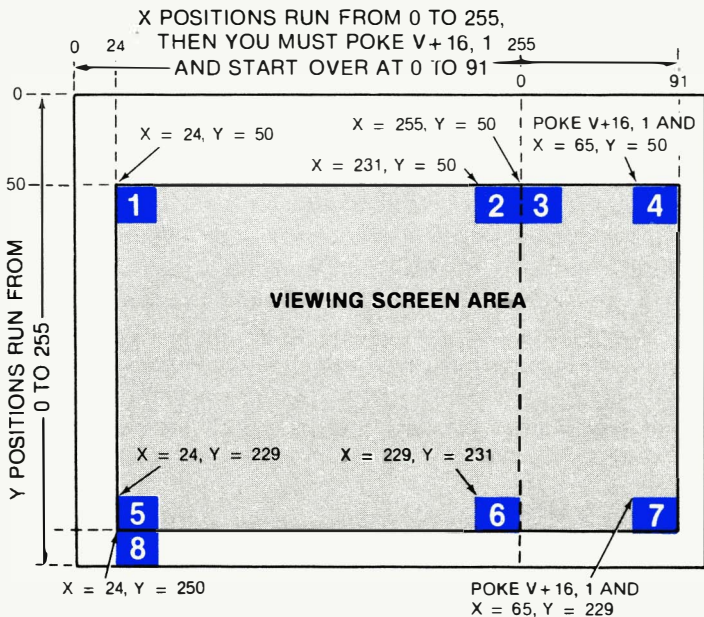 X POSITIONS RUN FROM 0 TO 255,
THEN YOU MUST POKE V+16, 1
AND START OVER AT 0 TO 91
0 24 255
0 91
0
X = 24, Y = 50
X = 255, Y = 50
POKE V+16, 1 AND
X = 65, Y = 50
X = 231, Y = 50
50
1 2 3 4
VIEWING SCREEN AREA
Y POSITIONS RUN FROM
0 TO 255
X = 24, Y = 229
X = 229, Y = 231
5 6 7
8
X = 24, Y = 250
POKE V+16, 1 AND
X = 65, Y = 229